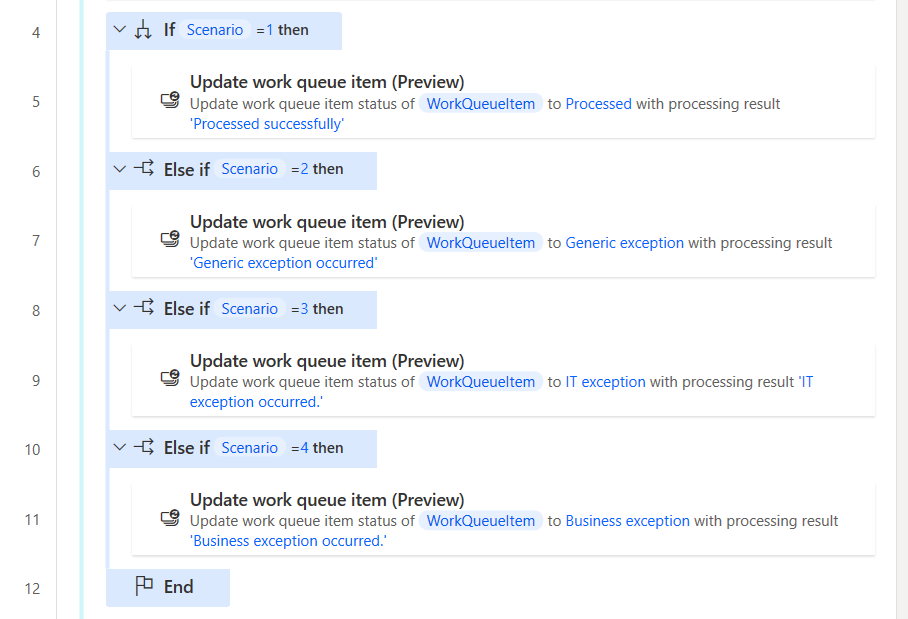 4 If Scenario =1 then
5 Update work queue item (Preview)
Update work queue item status of WorkQueueItem to Processed with processing result
'Processed successfully'
6 Else if Scenario =2 then
7 Update work queue item (Preview)
Update work queue item status of WorkQueueItem to Generic exception with processing result
'Generic exception occurred'
8 Else if Scenario =3 then
9 Update work queue item (Preview)
Update work queue item status of WorkQueueItem to IT exception with processing result 'IT
exception occurred.'
10 Else if Scenario =4 then
11 Update work queue item (Preview)
Update work queue item status of WorkQueueItem to Business exception with processing result
'Business exception occurred.'
12 End